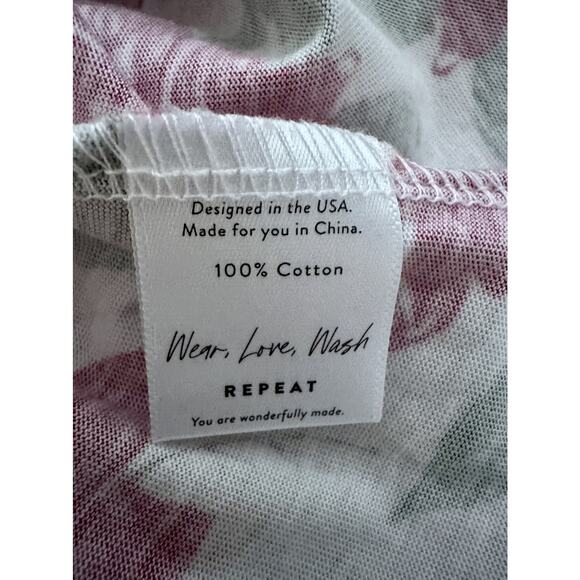 Designed in the USA.
Made for you in China.
100% Cotton
Wear, Love, Wash
REPEAT
You are wonderfully made.